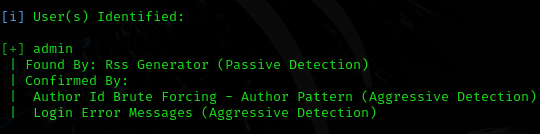 [i] User(s) Identified:
[+] admin
| Found By: Rss Generator (Passive Detection)
| Confirmed By:
|  Author Id Brute Forcing - Author Pattern (Aggressive Detection)
|  Login Error Messages (Aggressive Detection)